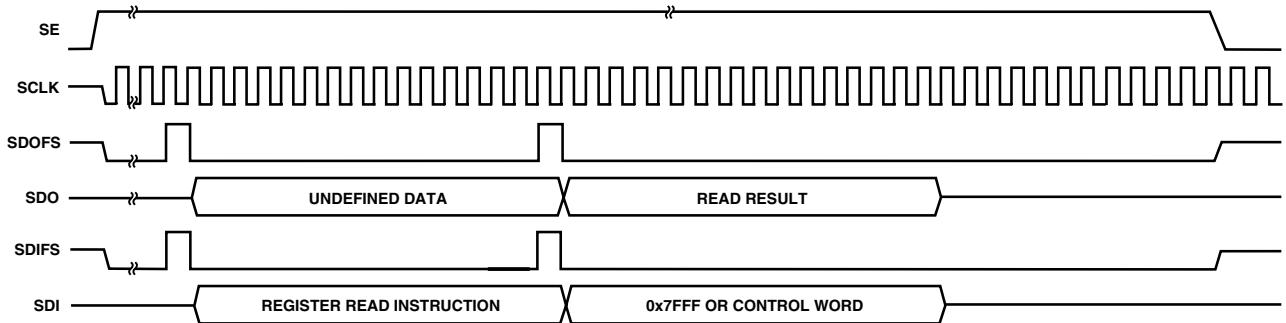 SE
SCLK
SDOFS
SDO UNDEFINED DATA READ RESULT
SDIFS
SDI REGISTER READ INSTRUCTION 0x7FFF OR CONTROL WORD